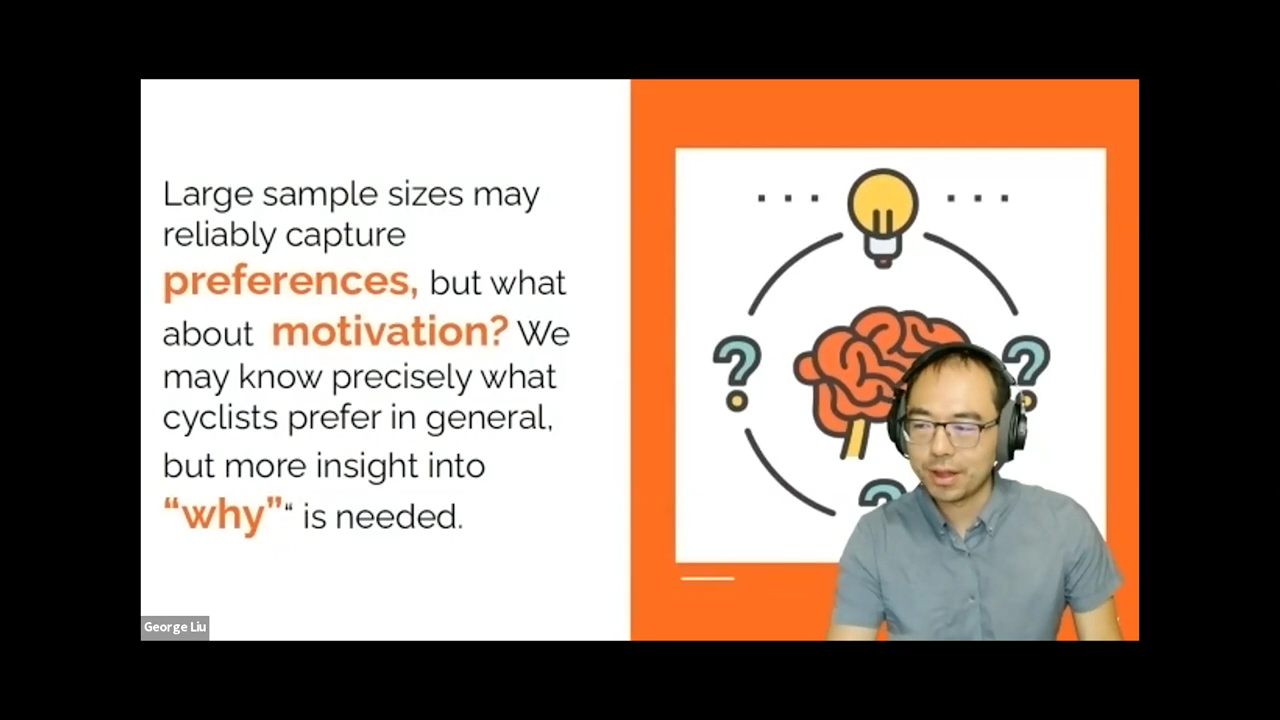 Large sample sizes may
reliably capture
preferences, but what
about motivation? We
may know precisely what
cyclists prefer in general,
but more insight into
“why”“ is needed.
George Liu